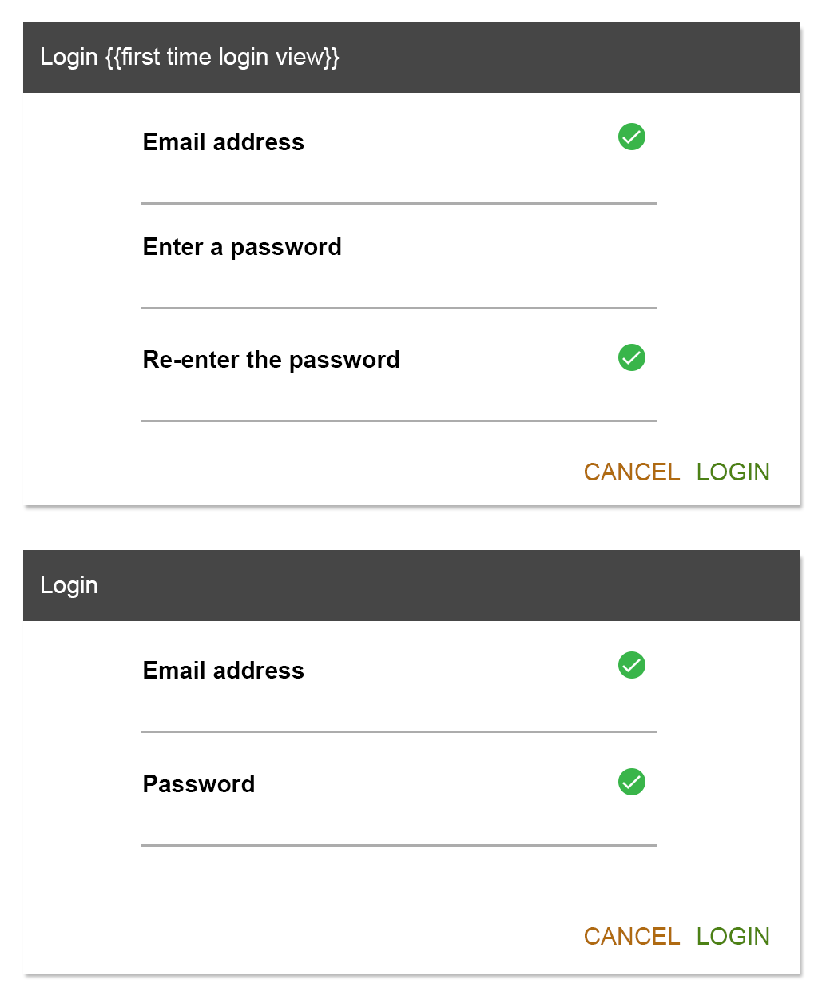 Login {{first time login view}}
Email address
Enter a password
Re-enter the password
CANCEL LOGIN
Login
Email address
Password
CANCEL LOGIN